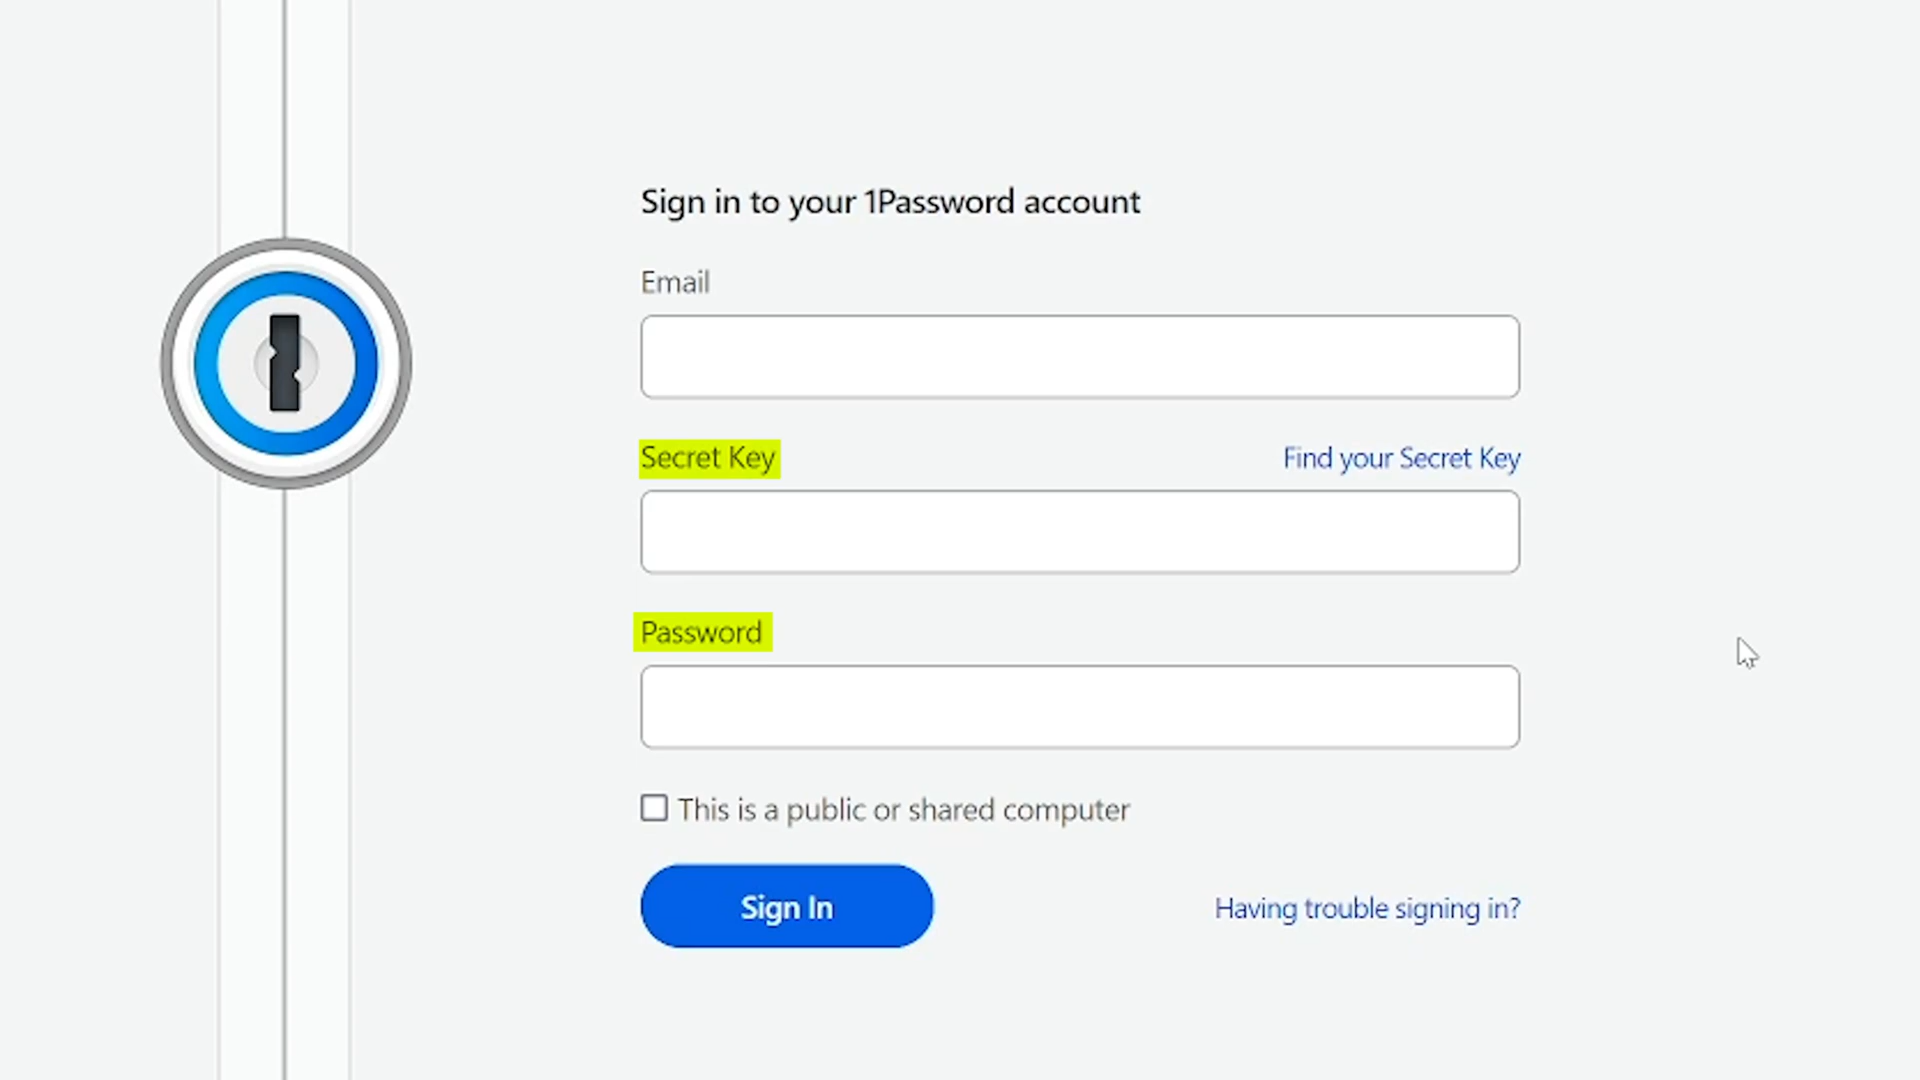 Sign in to your 1Password account
Email
Secret Key
Find your Secret Key
Password
This is a public or shared computer
Sign In
Having trouble signing in?